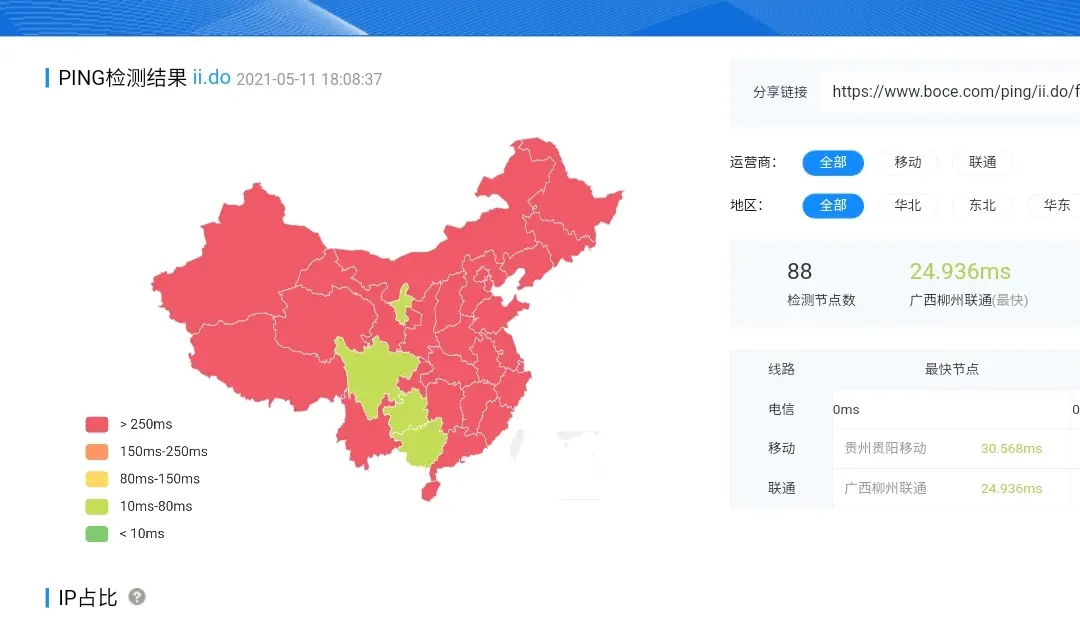 PING检测结果 ii.do 2021-05-11 18:08:37
> 250ms
150ms-250ms
80ms-150ms
10ms-80ms
< 10ms
IP占比 ?
分享链接 https://www.boce.com/ping/ii.do/f
运营商： 全部 移动 联通
地区： 全部 华北 东北 华东
88 24.936ms
检测节点数 广西柳州联通(最快)
线路 最快节点
电信 0ms 0
移动 贵州贵阳移动 30.568ms
联通 广西柳州联通 24.936ms